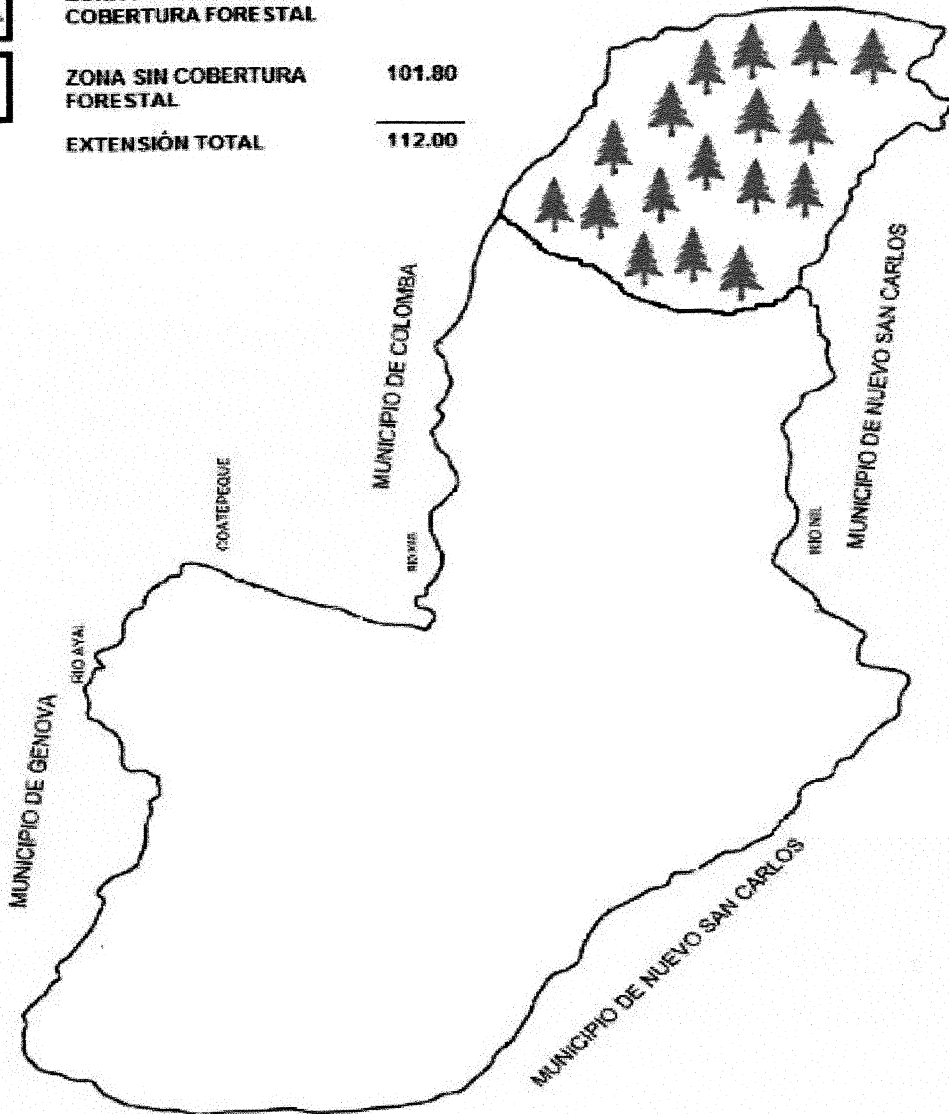 COBERTURA FORESTAL
ZONA SIN COBERTURA 101.80
FORESTAL
EXTENSIÓN TOTAL 112.00
MUNICIPIO DE COLOMBA
MUNICIPIO DE NUEVO SAN CARLOS
COATEPEQUE
RIO
RIO AYAL
MUNICIPIO DE GENOVA
MUNICIPIO DE NUEVO SAN CARLOS